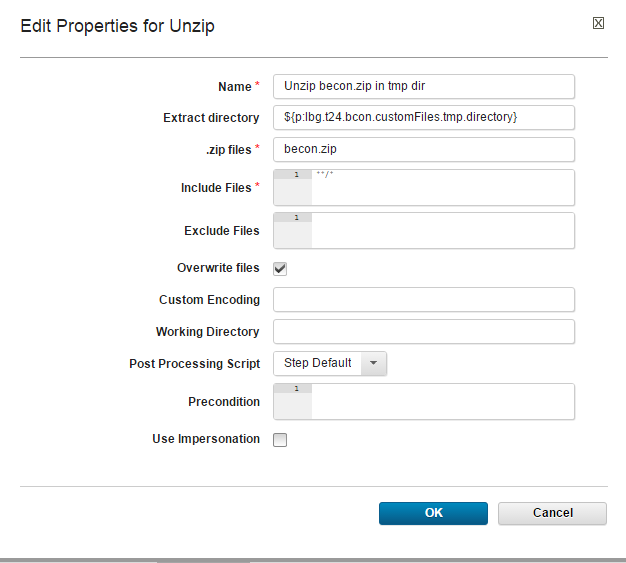 Edit Properties for Unzip
Name * Unzip becon.zip in tmp dir
Extract directory ${p:lbg.t24.bcon.customFiles.tmp.directory}
.zip files * becon.zip
Include Files * 1 **/*
Exclude Files 1
Overwrite files
Custom Encoding
Working Directory
Post Processing Script Step Default
Precondition 1
Use Impersonation
OK Cancel